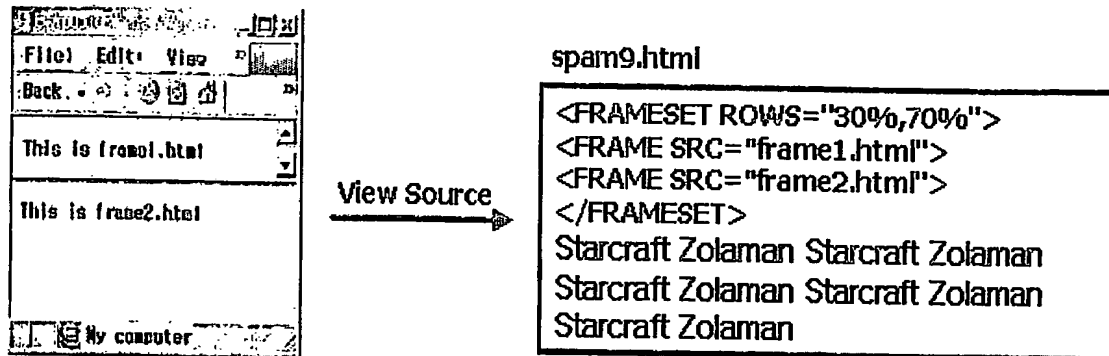 File Edit View
Back
This is frame1.html
This is frame2.html
My computer
View Source
spam9.html
<FRAMESET ROWS="30%,70%">
<FRAME SRC="frame1.html">
<FRAME SRC="frame2.html">
</FRAMESET>
Starcraft Zolaman Starcraft Zolaman
Starcraft Zolaman Starcraft Zolaman
Starcraft Zolaman